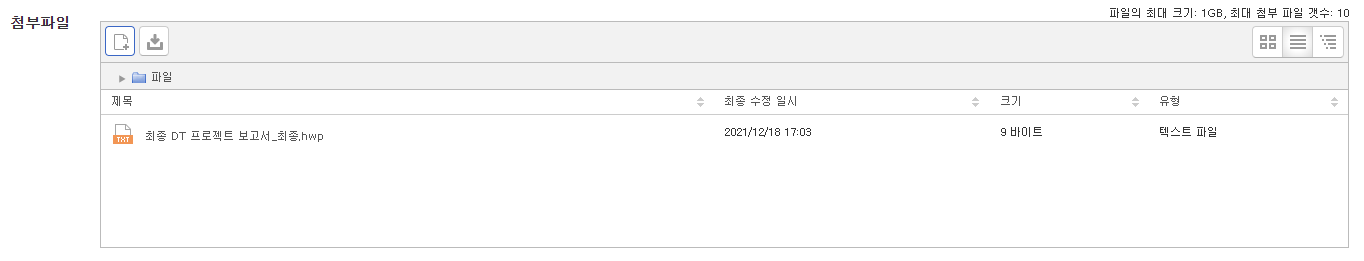 파일의 최대 크기: 1GB, 최대 첨부 파일 갯수: 10
첨부파일
파일
제목 최종 수정 일시 크기 유형
TXT 최종 DT 프로젝트 보고서_최종.hwp 2021/12/18 17:03 9 바이트 텍스트 파일